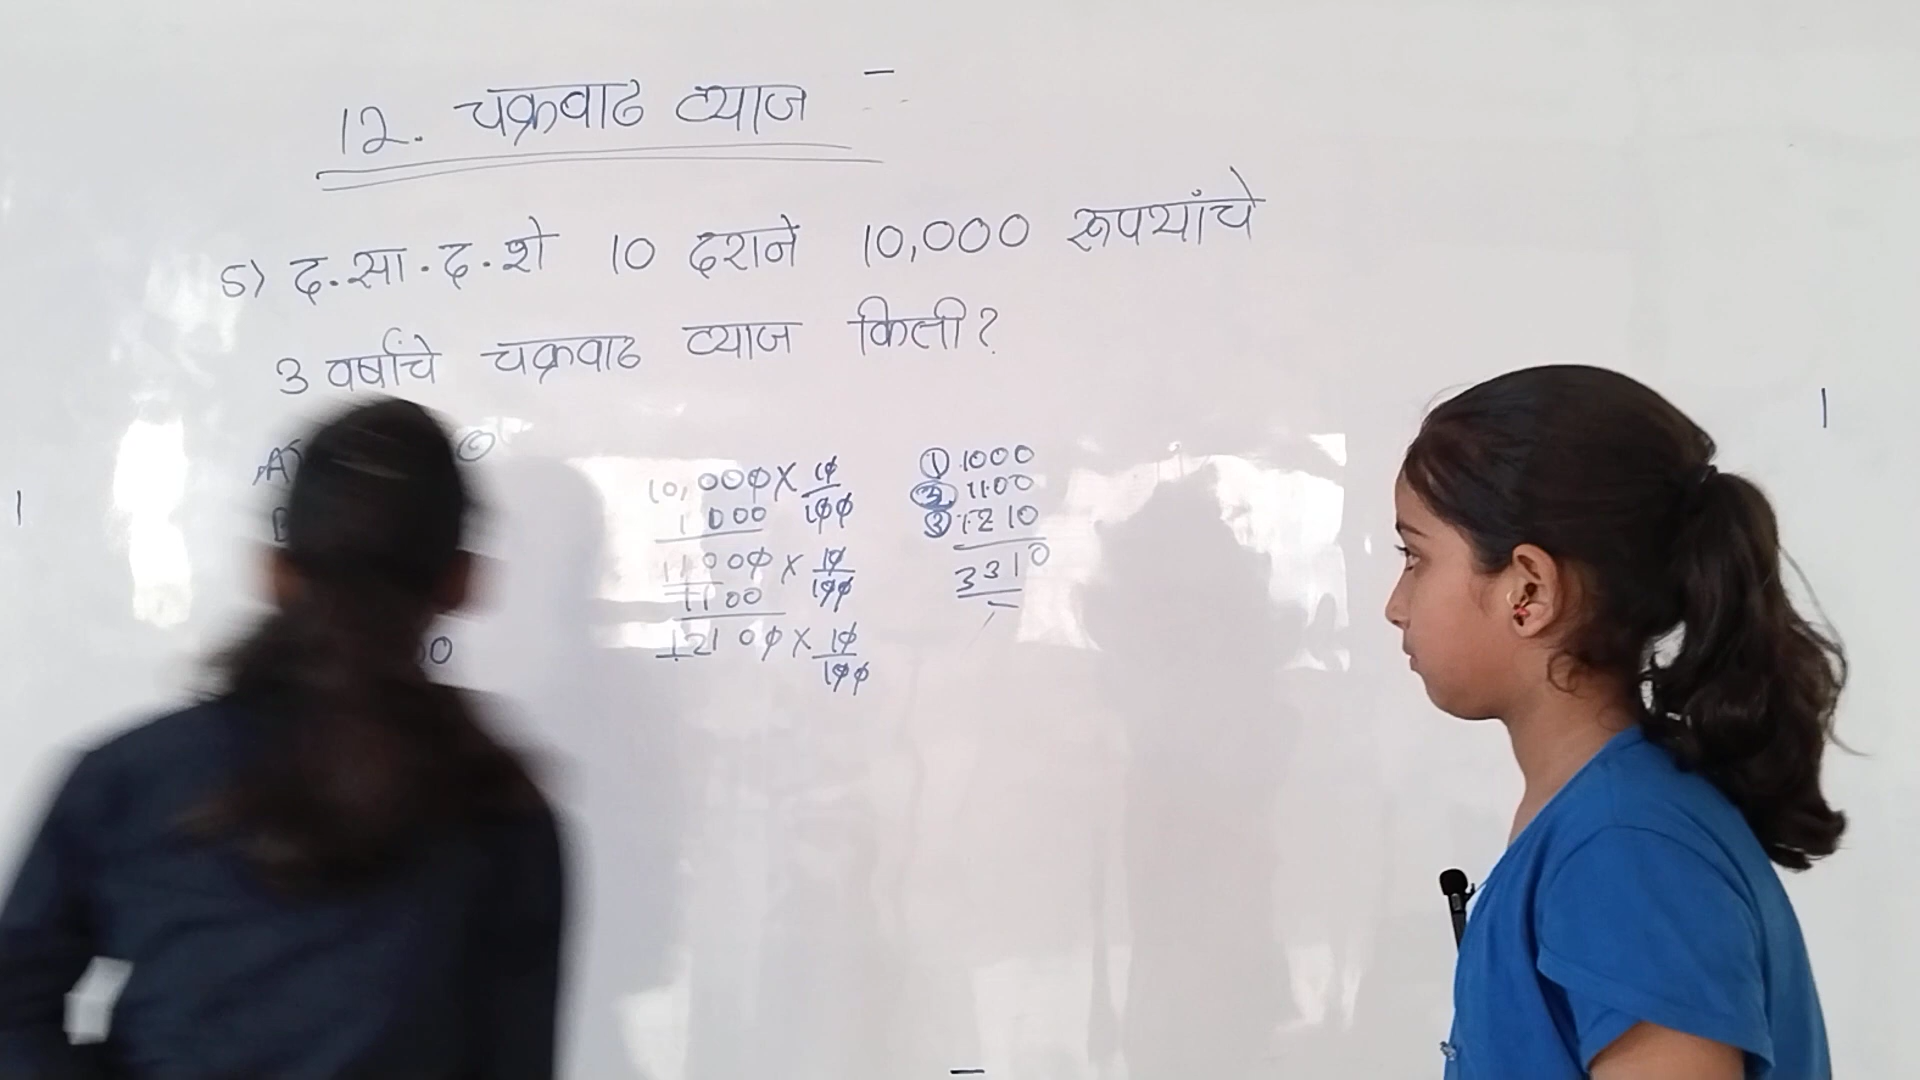 12. चक्रवाढ व्याज
5) द.सा.द.शे 10 दराने 10,000 रूपयांचे
3 वर्षांचे चक्रवाढ व्याज किती?
A)
10,000 × 10/100
1000
11000 × 10/100
1100
12100 × 10/100
① 1000
② 1100
③ 1210
3310